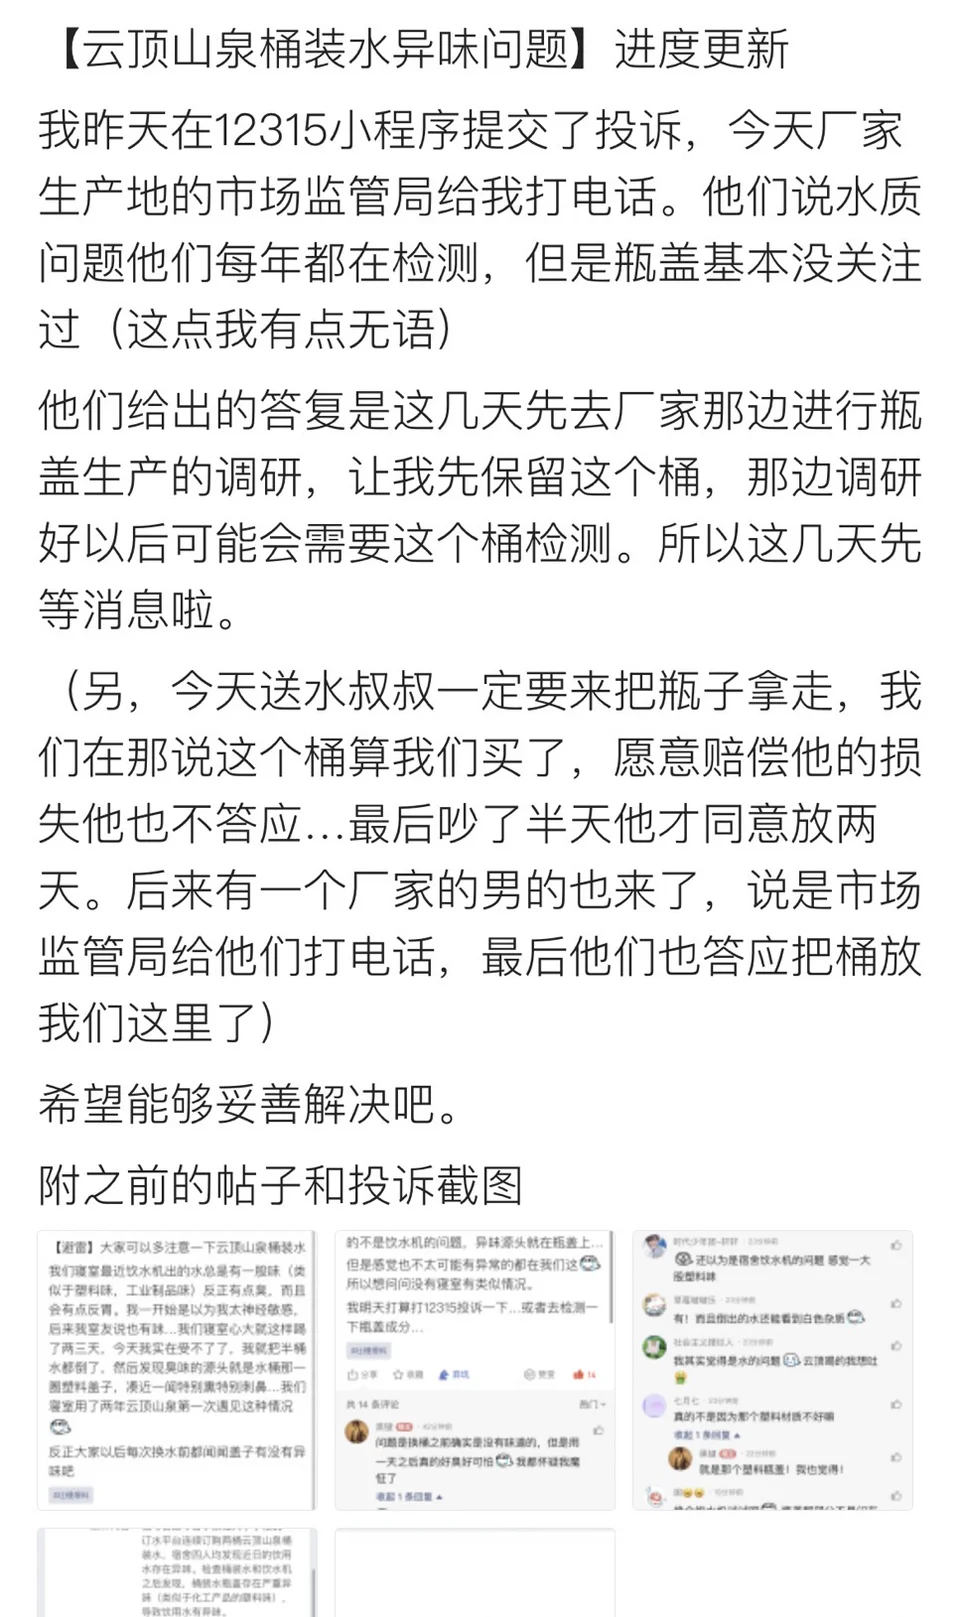 【云顶山泉桶装水异味问题】进度更新
我昨天在12315小程序提交了投诉，今天厂家
生产地的市场监管局给我打电话。他们说水质
问题他们每年都在检测，但是瓶盖基本没关注
过（这点我有点无语）
他们给出的答复是这几天先去厂家那边进行瓶
盖生产的调研，让我先保留这个桶，那边调研
好以后可能会需要这个桶检测。所以这几天先
等消息啦。
（另，今天送水叔叔一定要来把瓶子拿走，我
们在那说这个桶算我们买了，愿意赔偿他的损
失他也不答应...最后吵了半天他才同意放两
天。后来有一个厂家的男的也来了，说是市场
监管局给他们打电话，最后他们也答应把桶放
我们这里了）
希望能够妥善解决吧。
附之前的帖子和投诉截图
【避雷】大家可以多注意一下云顶山泉桶装水
我们寝室最近饮水机出的水总是有一股味（类
似于塑料味，工业制品味）反正有点臭，而且
会有点反胃。我一开始是以为我太神经敏感，
后来我室友说也有味...我们寝室心大就这样喝
了两三天，今天我实在受不了了，我就把半桶
水都倒了，然后发现臭味的源头就是水桶那一
圈塑料盖子，凑近一闻特别熏特别刺鼻...我们
寝室用了两年云顶山泉第一次遇见这种情况
反正大家以后每次换水前都闻闻盖子有没有异
味吧
的不是饮水机的问题，异味源头就在瓶盖上...
但是感觉也不太可能有异常的都在我们这
所以想问问没有寝室有类似情况。
我明天打算打12315投诉一下...或者去检测一
下瓶盖成分...
分享 收藏 赞赏 14
共 14 条评论
热门
问题是换桶之前确实是没有味道的，但是用
一天之后真的好臭好可怕 我都怀疑我魔
怔了
收起 1 条回复
还以为是宿舍饮水机的问题 感觉一大
股塑料味
有！而且倒出的水还能看到白色杂质
我其实觉得是水的问题 云顶喝的我想吐
七月七
真的不是因为那个塑料材质不好嘛
收起 1 条回复
就是那个塑料瓶盖！我也觉得！
订水平台连续订购两桶云顶山泉桶
装水，宿舍四人均发现近日的饮用
水存在异味，检查桶装水和饮水机
之后发现，桶装水瓶盖存在严重异
味（类似于化工产品的塑料味），
导致饮用水有异味。